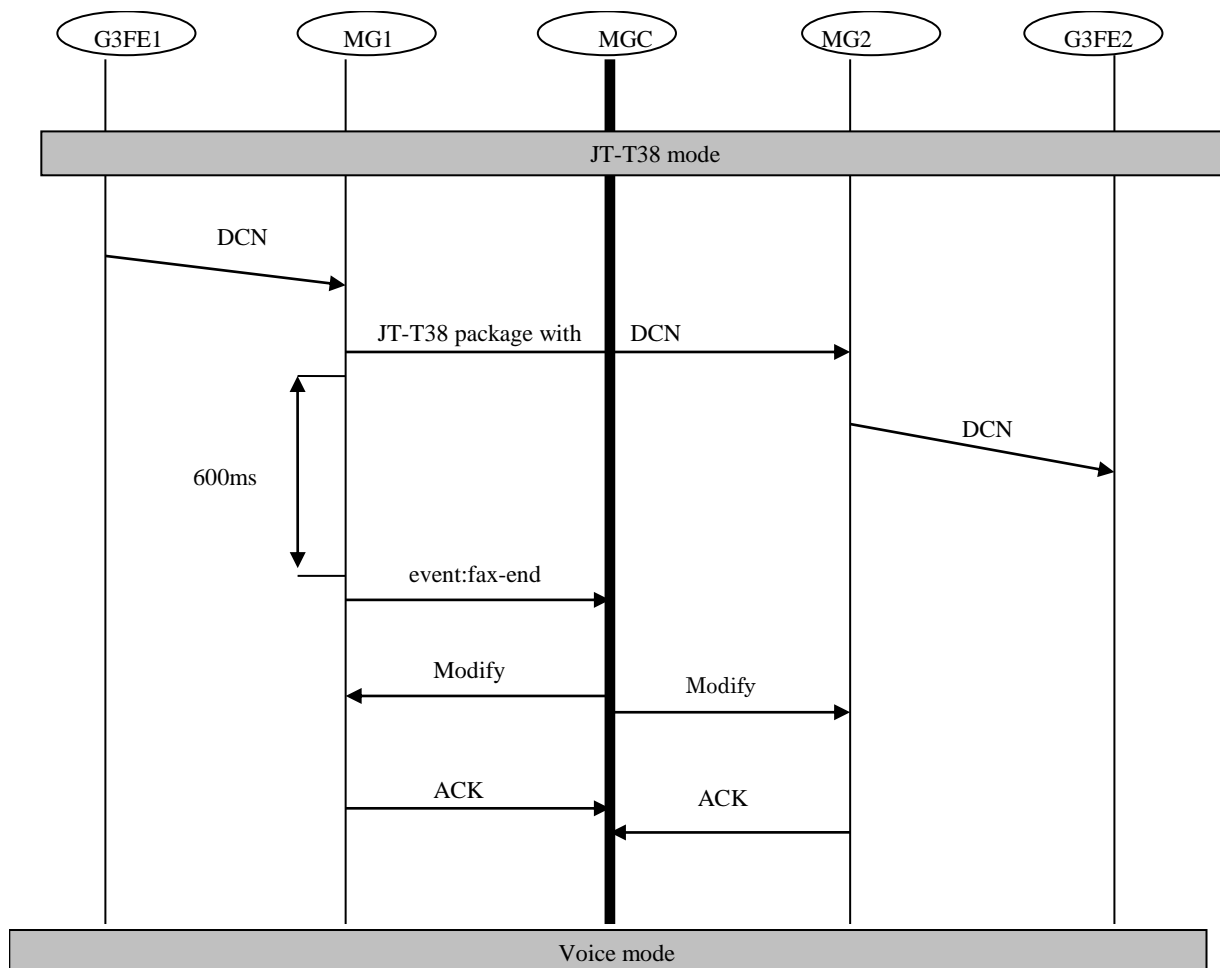 G3FE1 MG1 MGC MG2 G3FE2
JT-T38 mode
DCN
JT-T38 package with DCN
DCN
600ms
event:fax-end
Modify
Modify
ACK
ACK
Voice mode